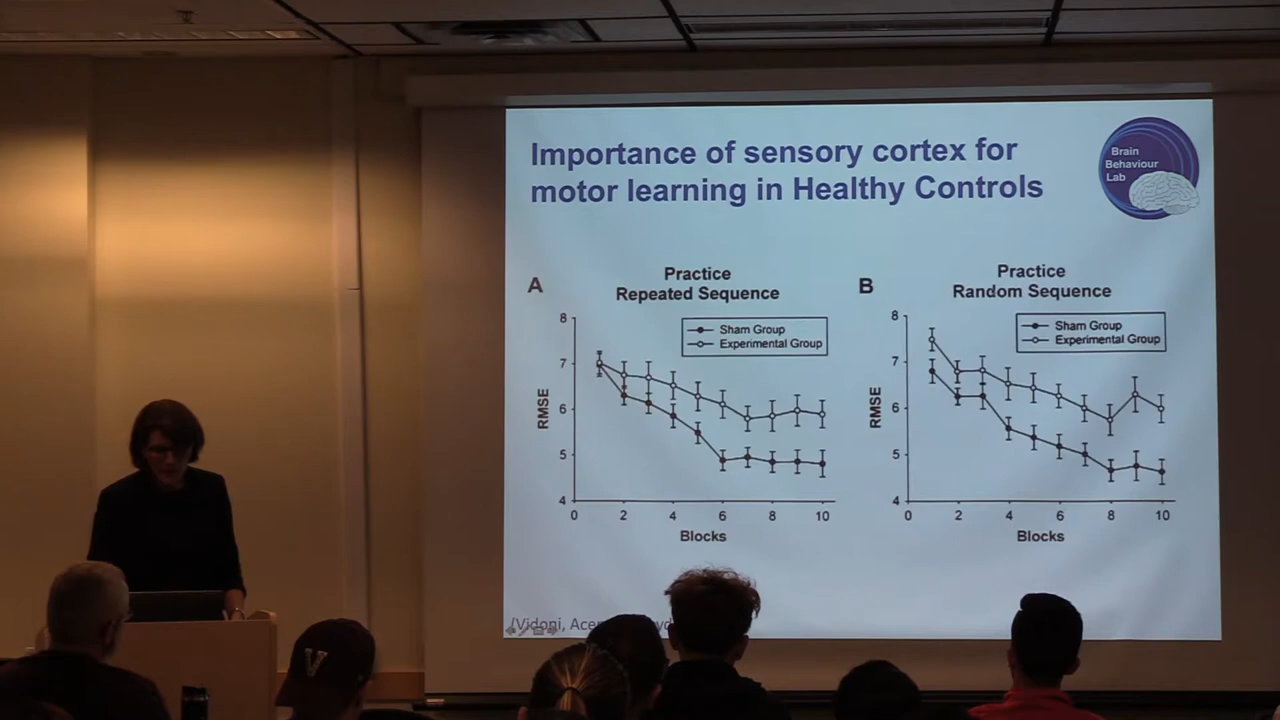 Importance of sensory cortex for
motor learning in Healthy Controls
Brain
Behaviour
Lab
A
Practice
Repeated Sequence
Sham Group
Experimental Group
RMSE
8
7
6
5
4
0 2 4 6 8 10
Blocks
B
Practice
Random Sequence
Sham Group
Experimental Group
RMSE
8
7
6
5
4
0 2 4 6 8 10
Blocks
(Vidoni,
V